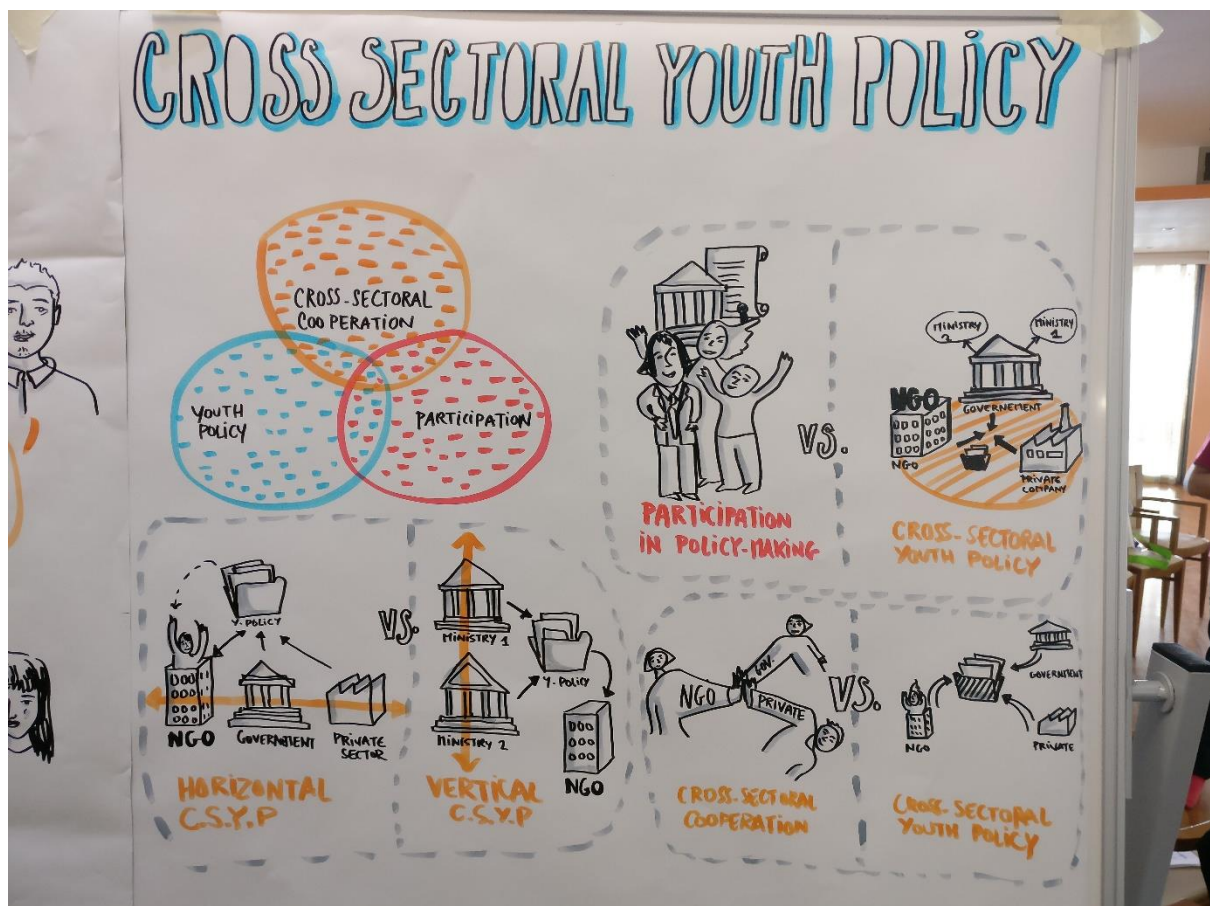 CROSS SECTORAL YOUTH POLICY
CROSS-SECTORAL
COOPERATION
YOUTH
POLICY
PARTICIPATION
VS.
PARTICIPATION
IN POLICY-MAKING
MINISTRY
2
MINISTRY
1
GOVERNEMENT
NGO
NGO
PRIVATE
COMPANY
CROSS-SECTORAL
YOUTH POLICY
Y-POLICY
NGO
GOVERNMENT
PRIVATE
SECTOR
HORIZONTAL
C.S.Y.P
VS.
MINISTRY 1
MINISTRY 2
Y-POLICY
NGO
VERTICAL
C.S.Y.P
NGO
GOV.
PRIVATE
CROSS-SECTORAL
COOPERATION
VS.
GOVERNMENT
NGO
PRIVATE
CROSS-SECTORAL
YOUTH POLICY